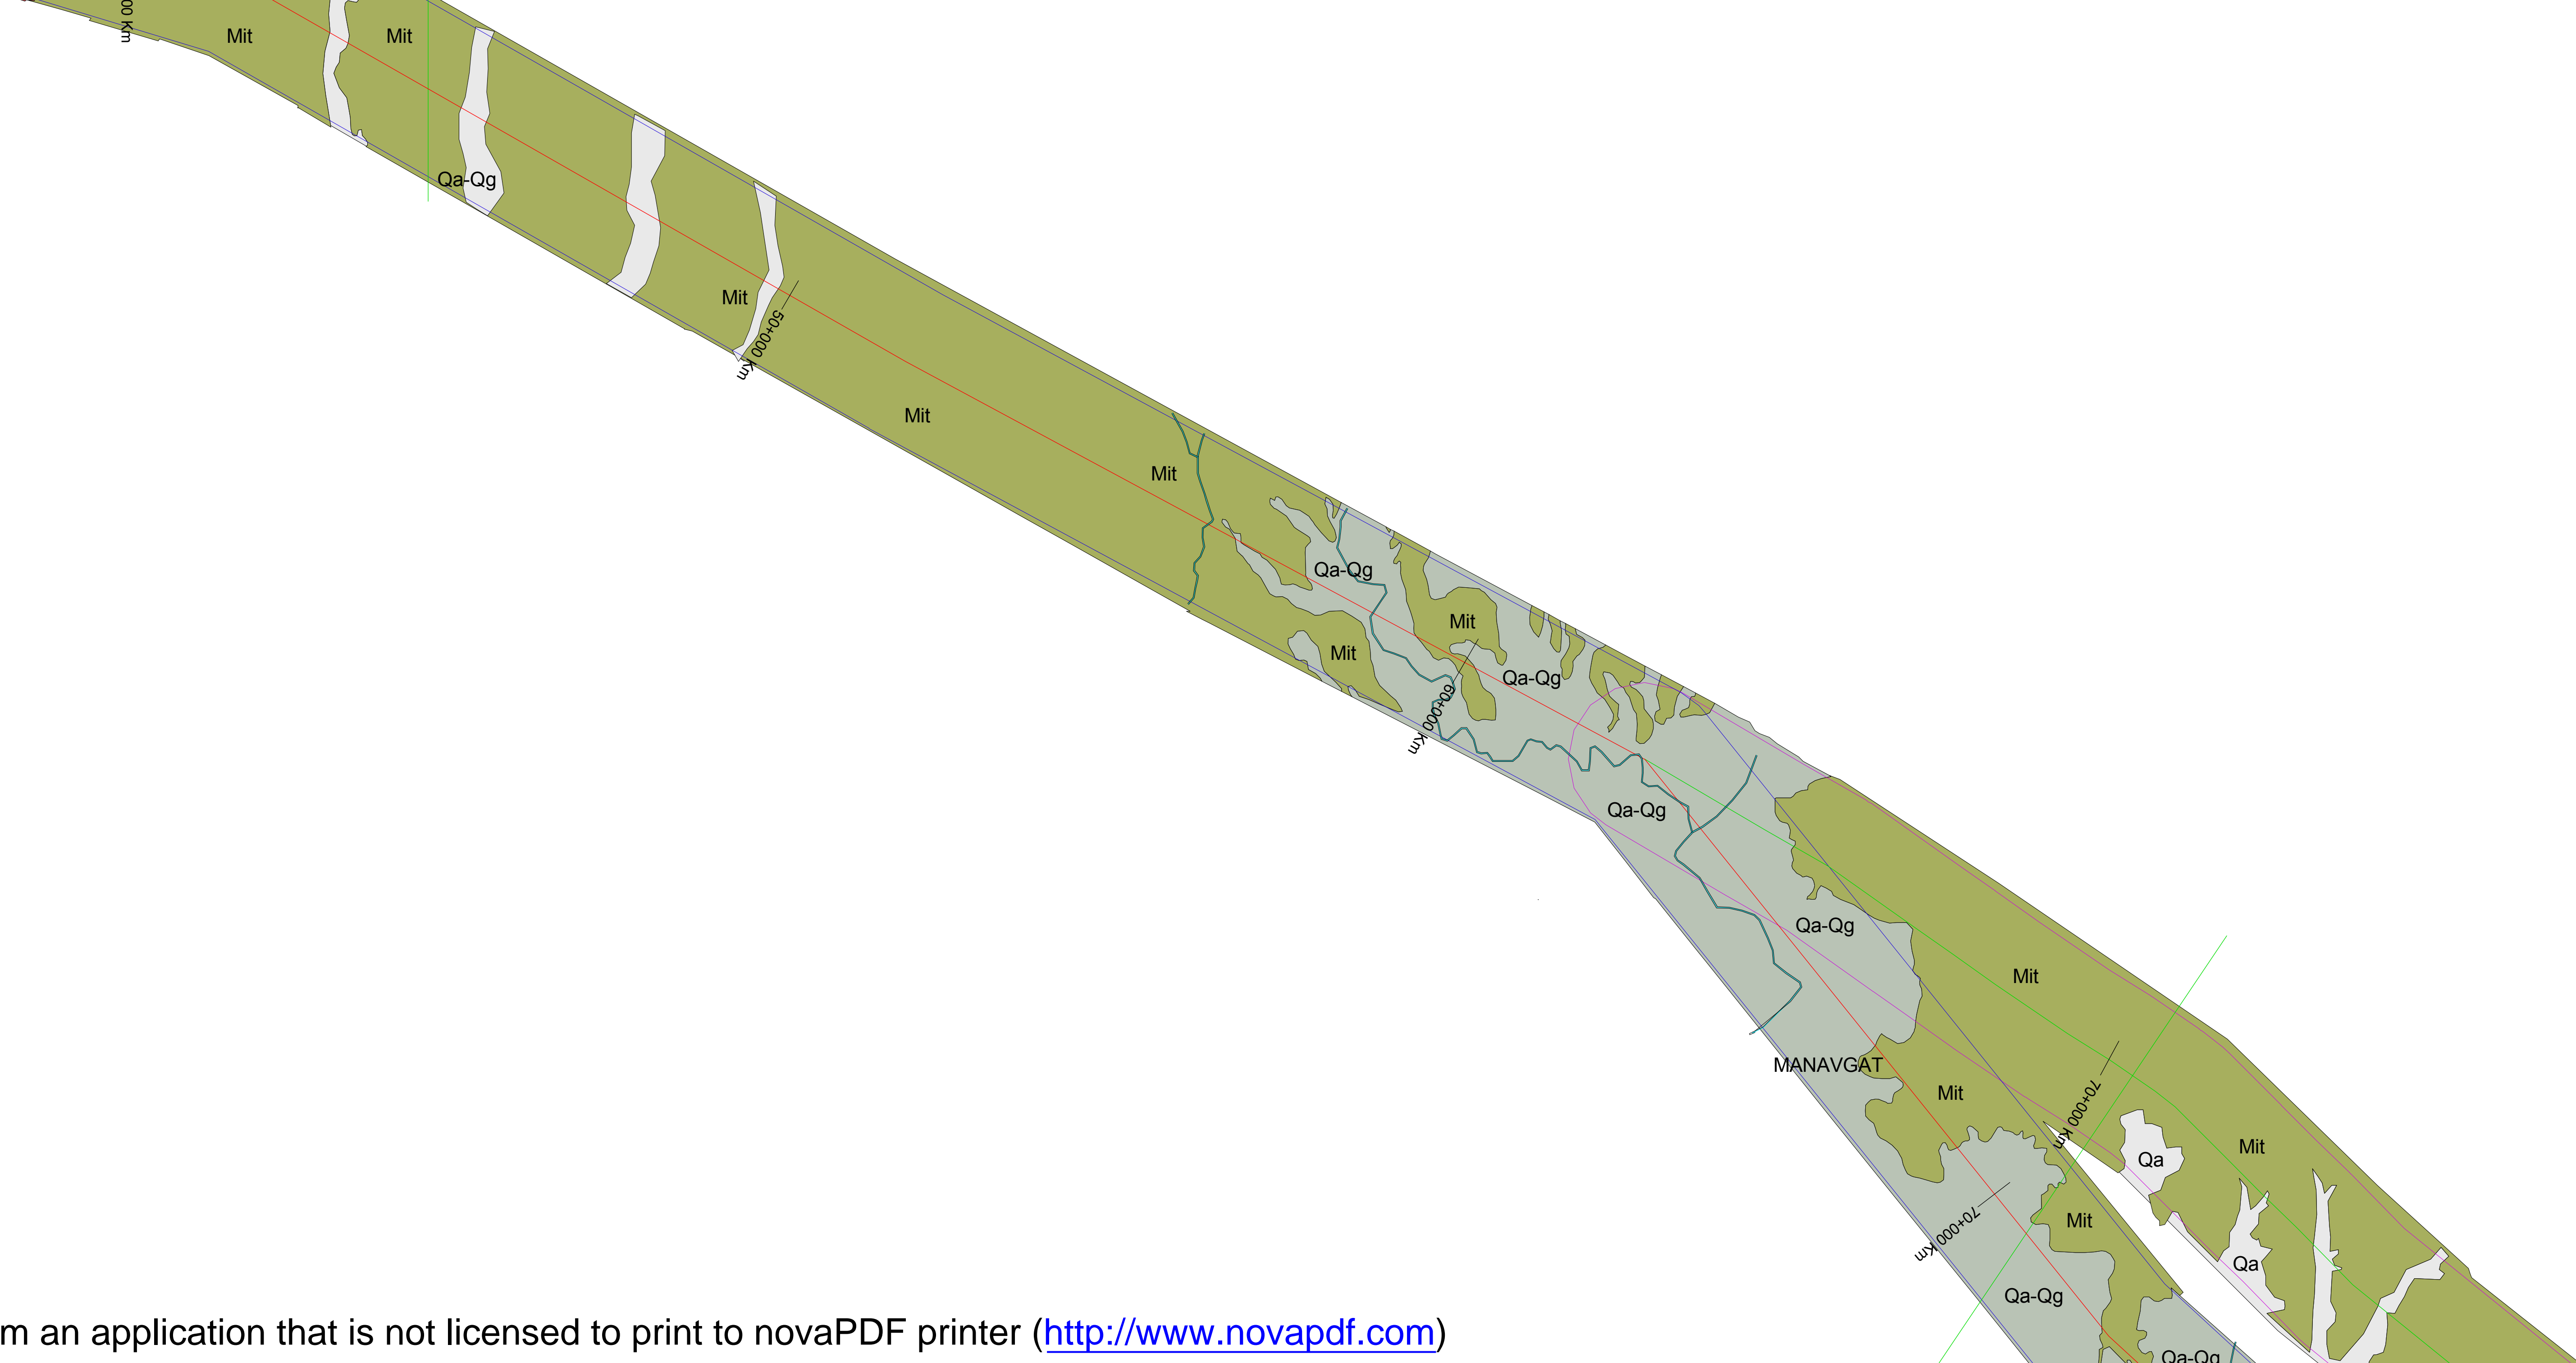 00 Km
Mit
Mit
Qa-Qg
Mit
50+000 Km
Mit
Mit
Qa-Qg
Mit
Mit
Qa-Qg
60+000 Km
Qa-Qg
Qa-Qg
Mit
MANAVGAT
Mit
70+000 Km
Mit
Qa
Mit
70+000 Km
Qa
Qa-Qg
Qa-Qg
m an application that is not licensed to print to novaPDF printer (http://www.novapdf.com)